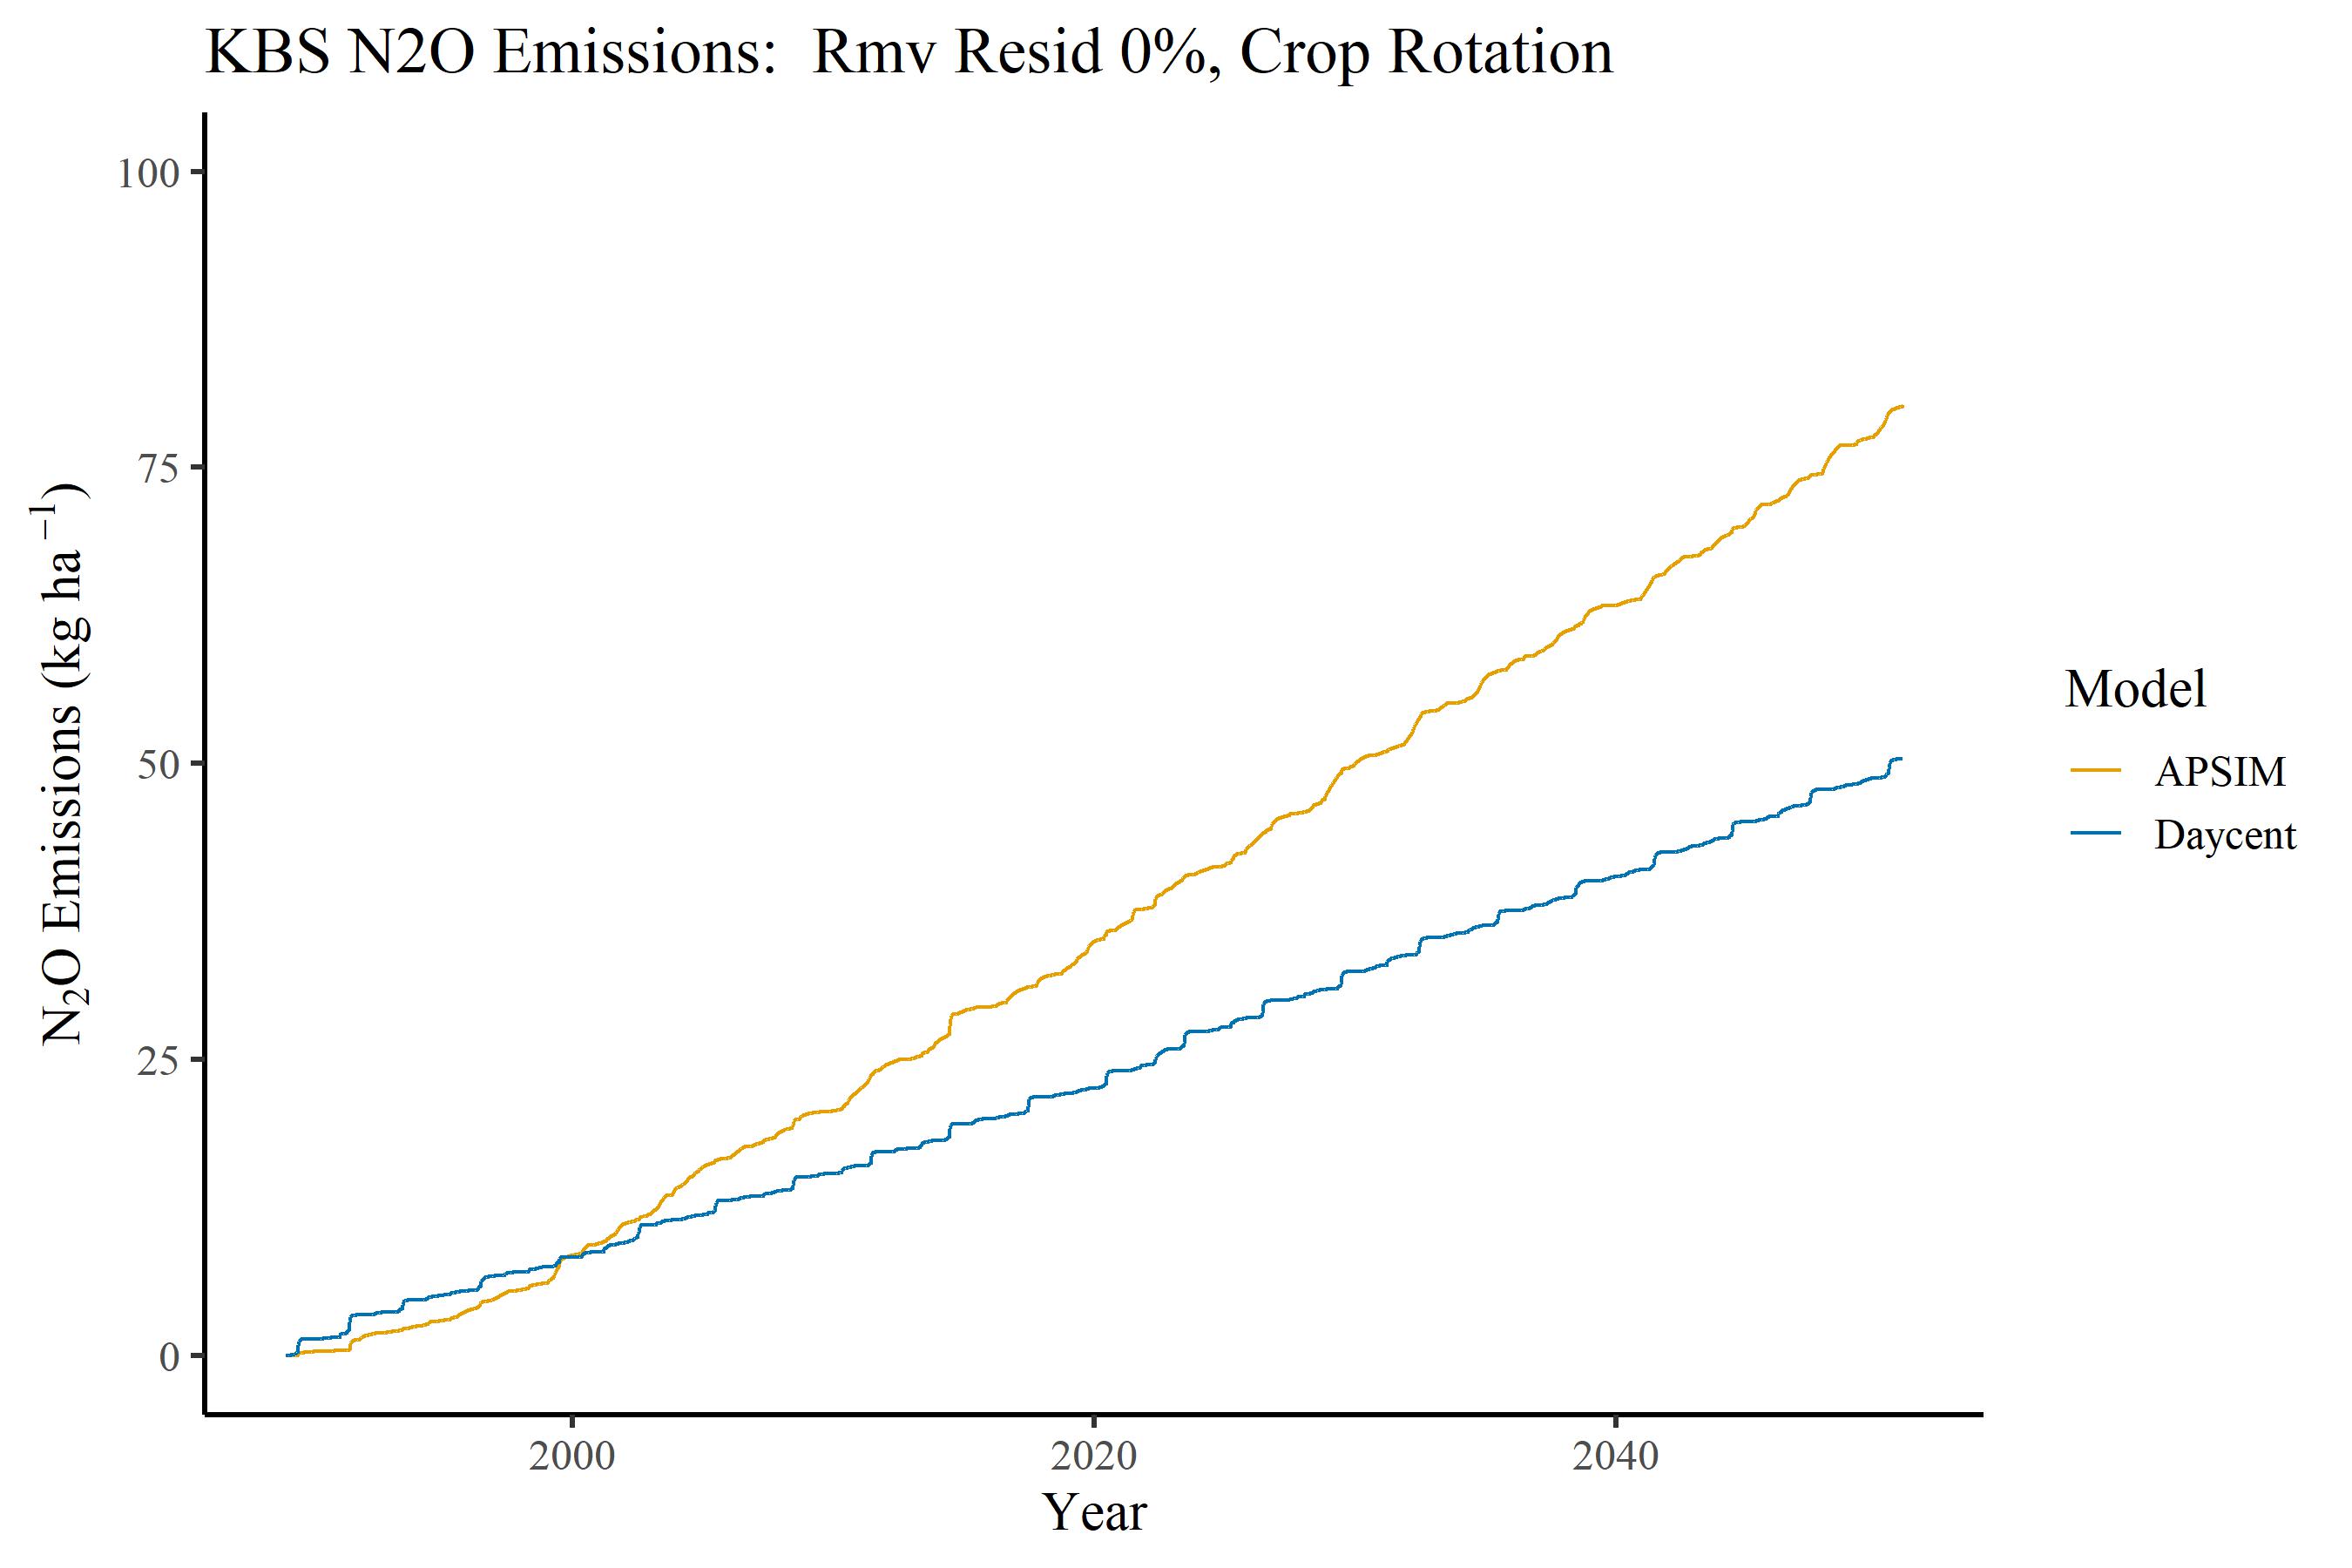 KBS N2O Emissions:  Rmv Resid 0%, Crop Rotation
N₂O Emissions (kg ha ⁻¹)
100
75
50
25
0
2000 2020 2040
Year
Model
APSIM
Daycent